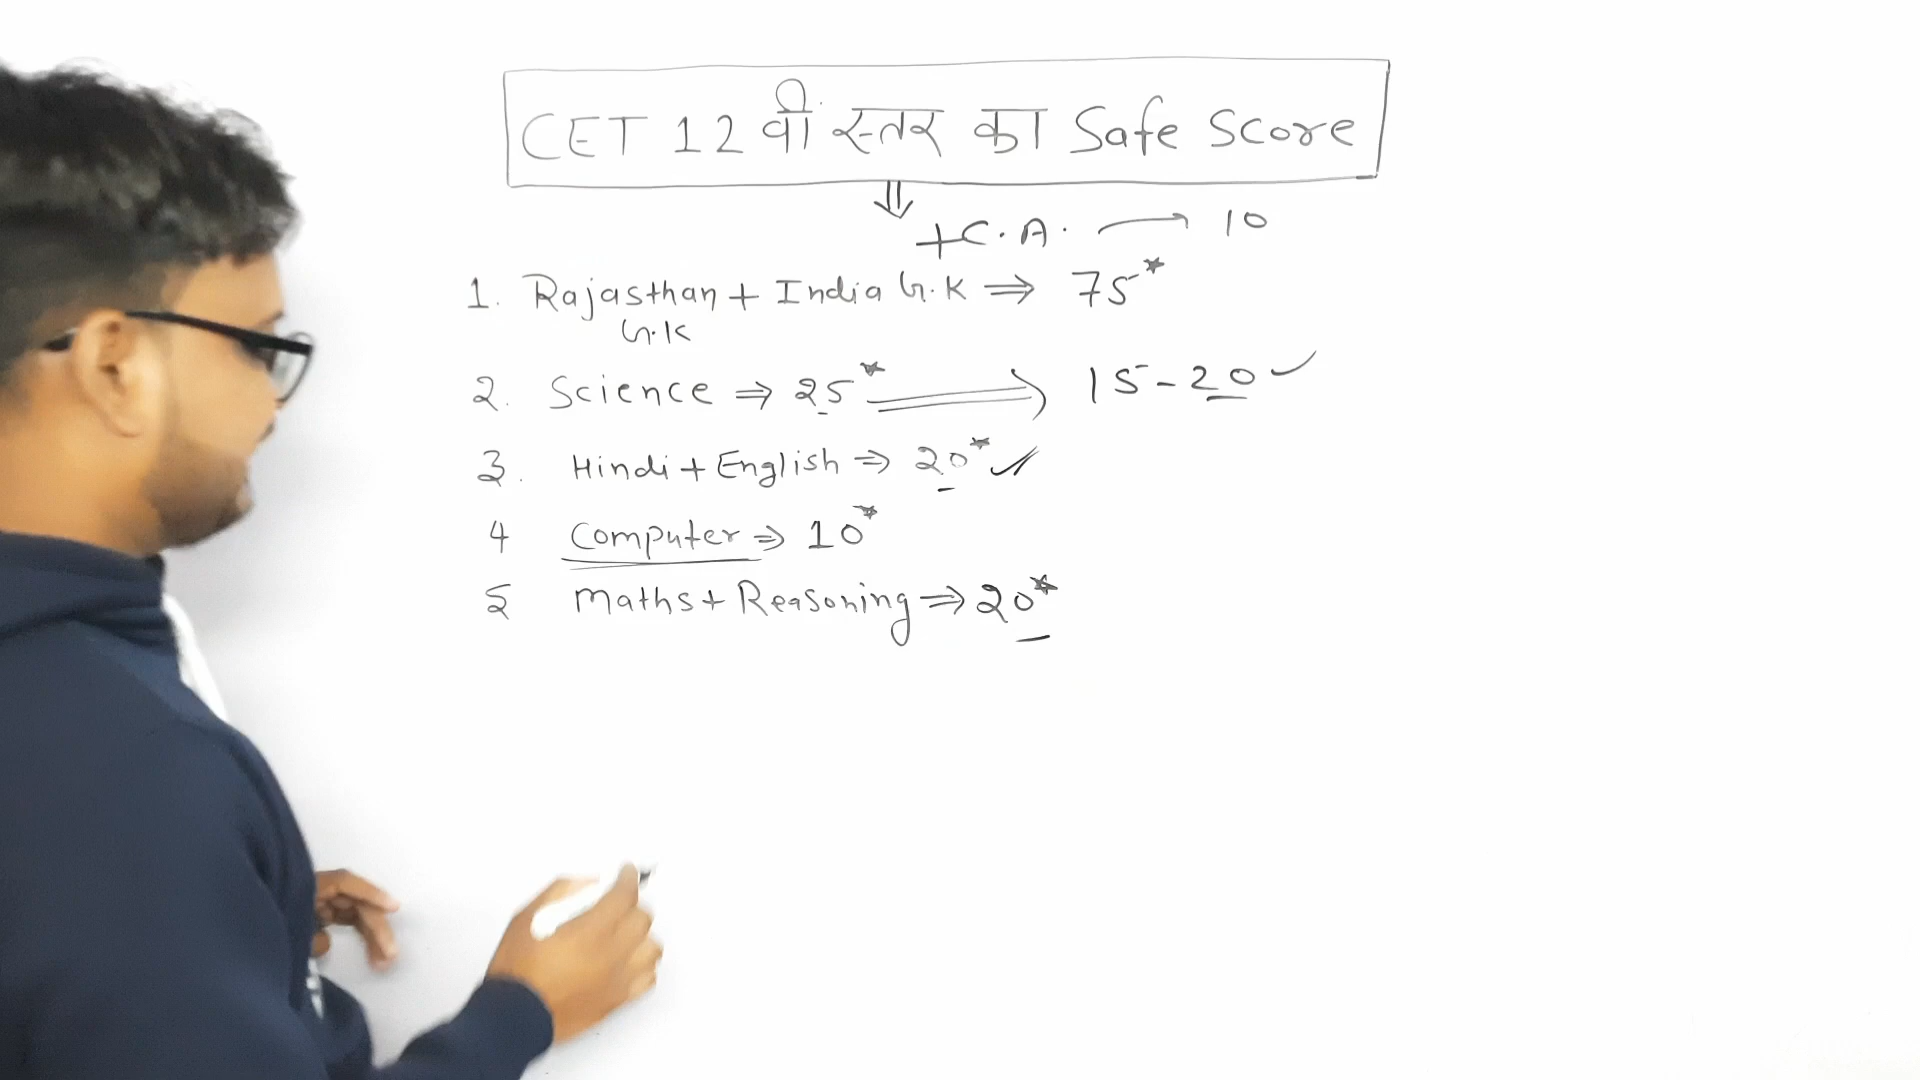 CET 12 वीं स्तर का Safe Score
⇓
+C.A. → 10
1. Rajasthan + India G.K ⇒ 75*
G.K
2. Science ⇒ 25* ⇒ 15-20 ✓
3. Hindi + English ⇒ 20* ✓
4 Computer ⇒ 10*
5 Maths + Reasoning ⇒ 20*